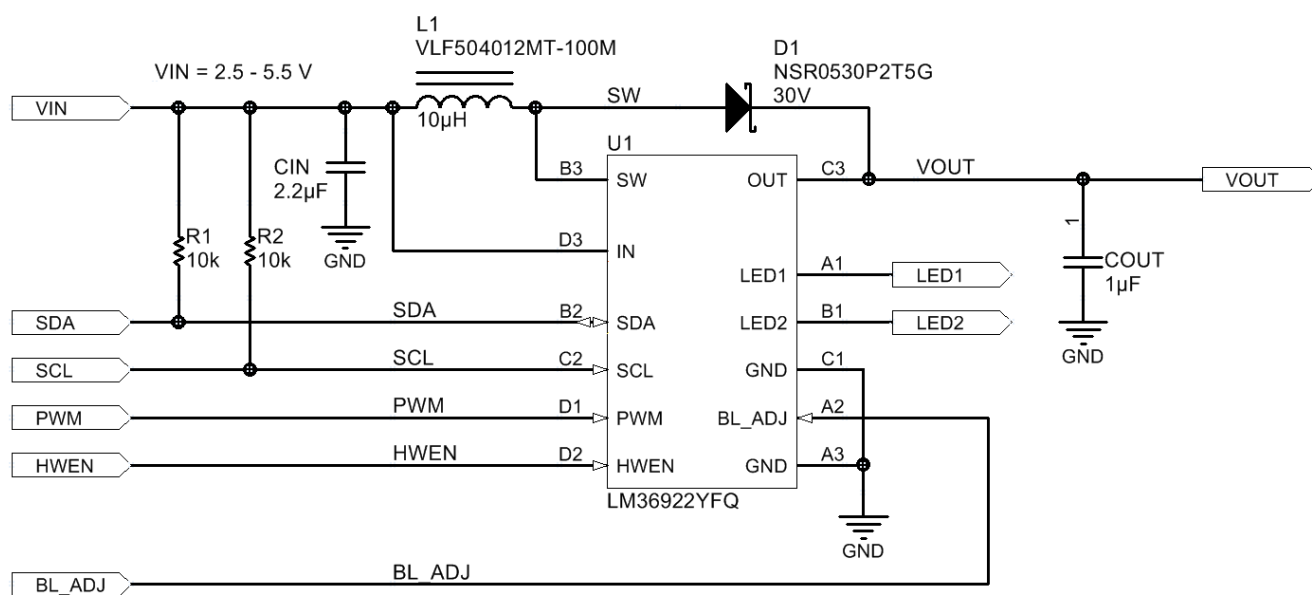 L1
VLF504012MT-100M
D1
NSR0530P2T5G
30V
VIN = 2.5 - 5.5 V
VIN
10µH
SW
U1
CIN
2.2µF
GND
B3
SW
OUT
C3
VOUT
VOUT
R1
10k
R2
10k
D3
IN
1
COUT
1µF
GND
LED1
A1
LED1
SDA
SDA
B2
SDA
LED2
B1
LED2
SCL
SCL
C2
SCL
GND
C1
PWM
PWM
D1
PWM
BL_ADJ
A2
HWEN
HWEN
D2
HWEN
GND
A3
LM36922YFQ
GND
BL_ADJ
BL_ADJ